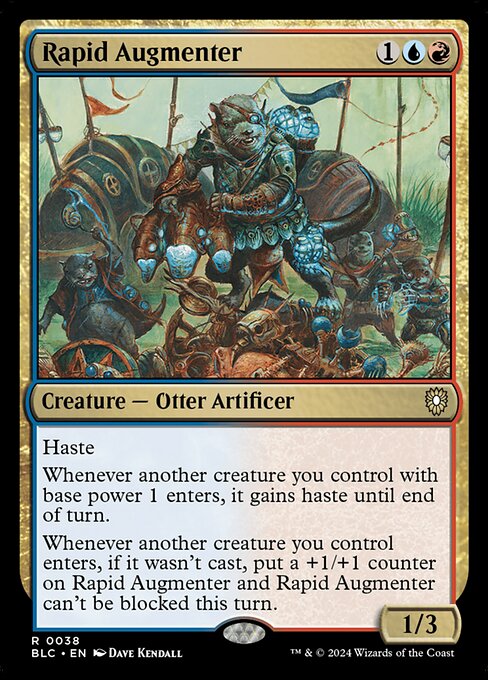 Rapid Augmenter 1
Creature — Otter Artificer
Haste
Whenever another creature you control with
base power 1 enters, it gains haste until end
of turn.
Whenever another creature you control
enters, if it wasn't cast, put a +1/+1 counter
on Rapid Augmenter and Rapid Augmenter
can't be blocked this turn.
1/3
R 0038
BLC • EN DAVE KENDALL
™ & © 2024 Wizards of the Coast